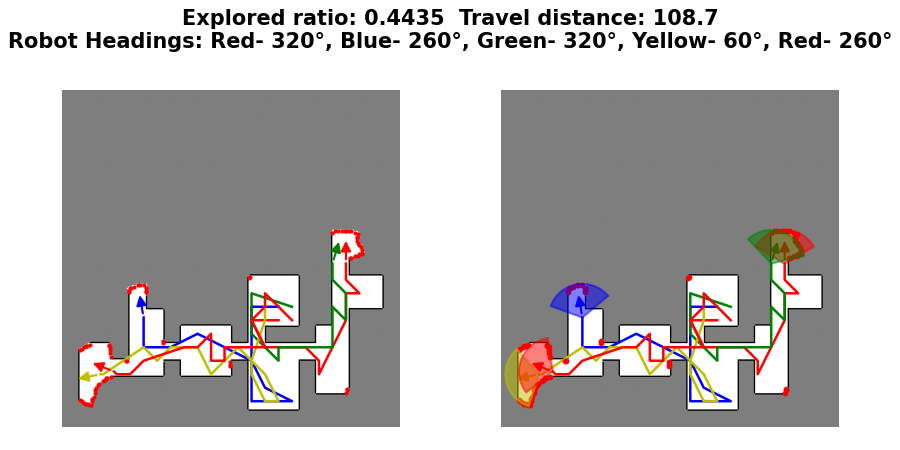 Explored ratio: 0.4435  Travel distance: 108.7
Robot Headings: Red- 320°, Blue- 260°, Green- 320°, Yellow- 60°, Red- 260°